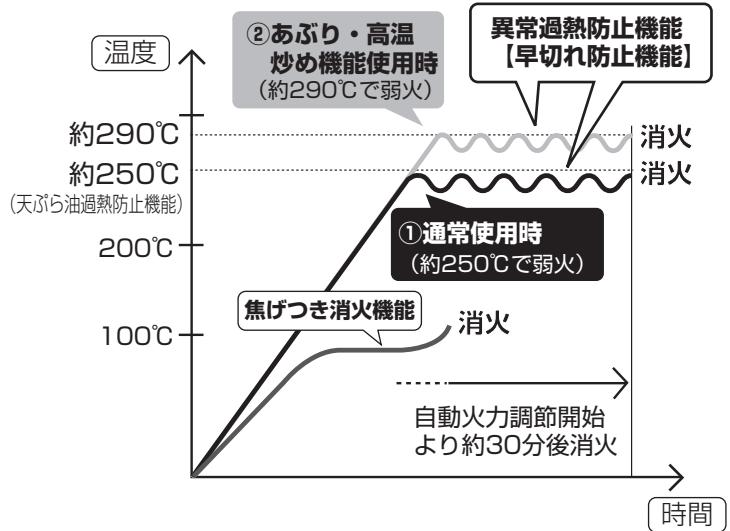 ②あぶり・高温
炒め機能使用時
（約290℃で弱火）
異常過熱防止機能
【早切れ防止機能】
温度
約290℃
消火
約250℃
（天ぷら油過熱防止機能）
消火
①通常使用時
（約250℃で弱火）
200℃
焦げつき消火機能
100℃
消火
自動火力調節開始
より約30分後消火
時間